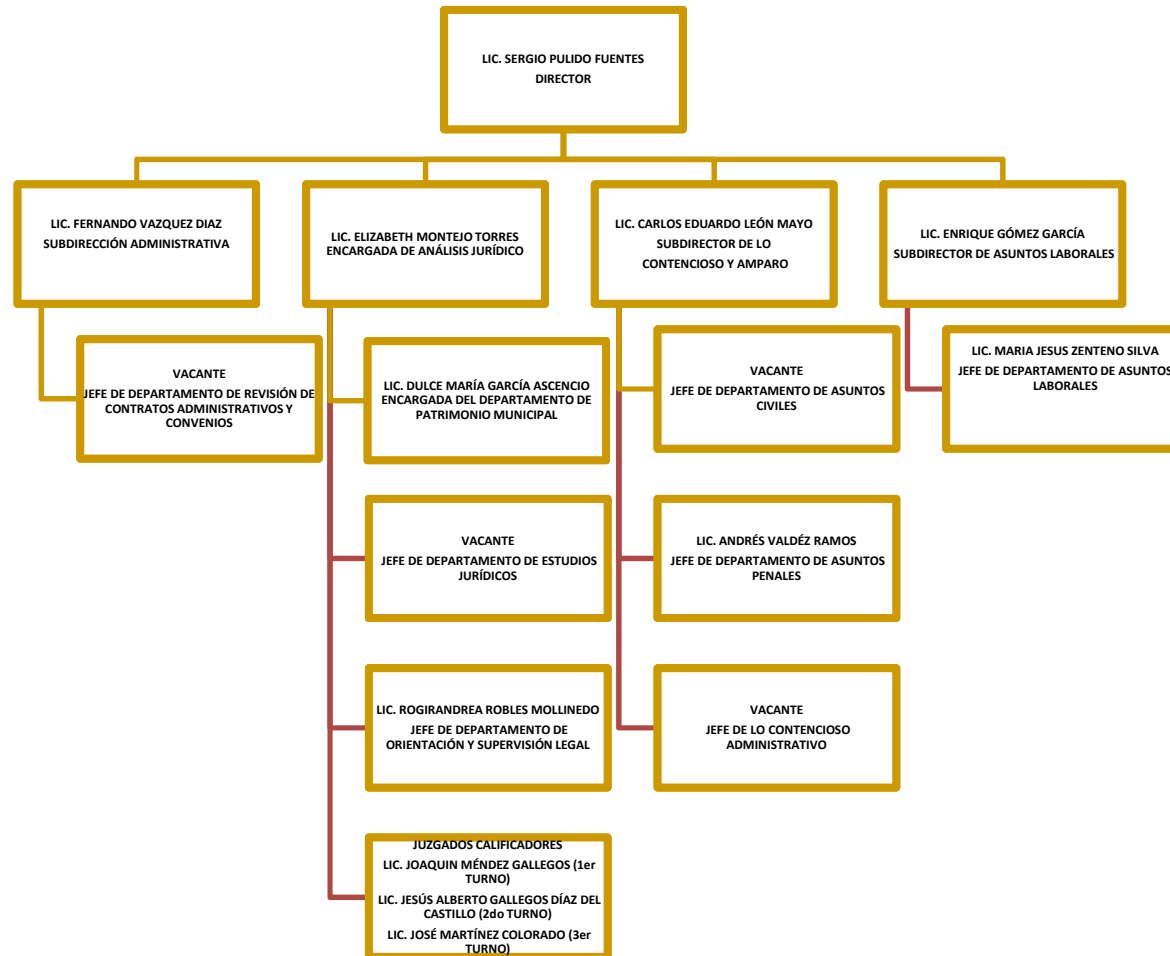 LIC. SERGIO PULIDO FUENTES
DIRECTOR
LIC. FERNANDO VAZQUEZ DIAZ
SUBDIRECCIÓN ADMINISTRATIVA
LIC. ELIZABETH MONTEJO TORRES
ENCARGADA DE ANÁLISIS JURÍDICO
LIC. CARLOS EDUARDO LEÓN MAYO
SUBDIRECTOR DE LO
CONTENCIOSO Y AMPARO
LIC. ENRIQUE GÓMEZ GARCÍA
SUBDIRECTOR DE ASUNTOS LABORALES
VACANTE
JEFE DE DEPARTAMENTO DE REVISIÓN DE
CONTRATOS ADMINISTRATIVOS Y
CONVENIOS
LIC. DULCE MARÍA GARCÍA ASCENCIO
ENCARGADA DEL DEPARTAMENTO DE
PATRIMONIO MUNICIPAL
VACANTE
JEFE DE DEPARTAMENTO DE ASUNTOS
CIVILES
LIC. MARIA JESUS ZENTENO SILVA
JEFE DE DEPARTAMENTO DE ASUNTOS
LABORALES
VACANTE
JEFE DE DEPARTAMENTO DE ESTUDIOS
JURÍDICOS
LIC. ANDRÉS VALDÉZ RAMOS
JEFE DE DEPARTAMENTO DE ASUNTOS
PENALES
LIC. ROGIRANDREA ROBLES MOLLINEDO
JEFE DE DEPARTAMENTO DE
ORIENTACIÓN Y SUPERVISIÓN LEGAL
VACANTE
JEFE DE LO CONTENCIOSO
ADMINISTRATIVO
JUZGADOS CALIFICADORES
LIC. JOAQUIN MÉNDEZ GALLEGOS (1er
TURNO)
LIC. JESÚS ALBERTO GALLEGOS DÍAZ DEL
CASTILLO (2do TURNO)
LIC. JOSÉ MARTÍNEZ COLORADO (3er
TURNO)